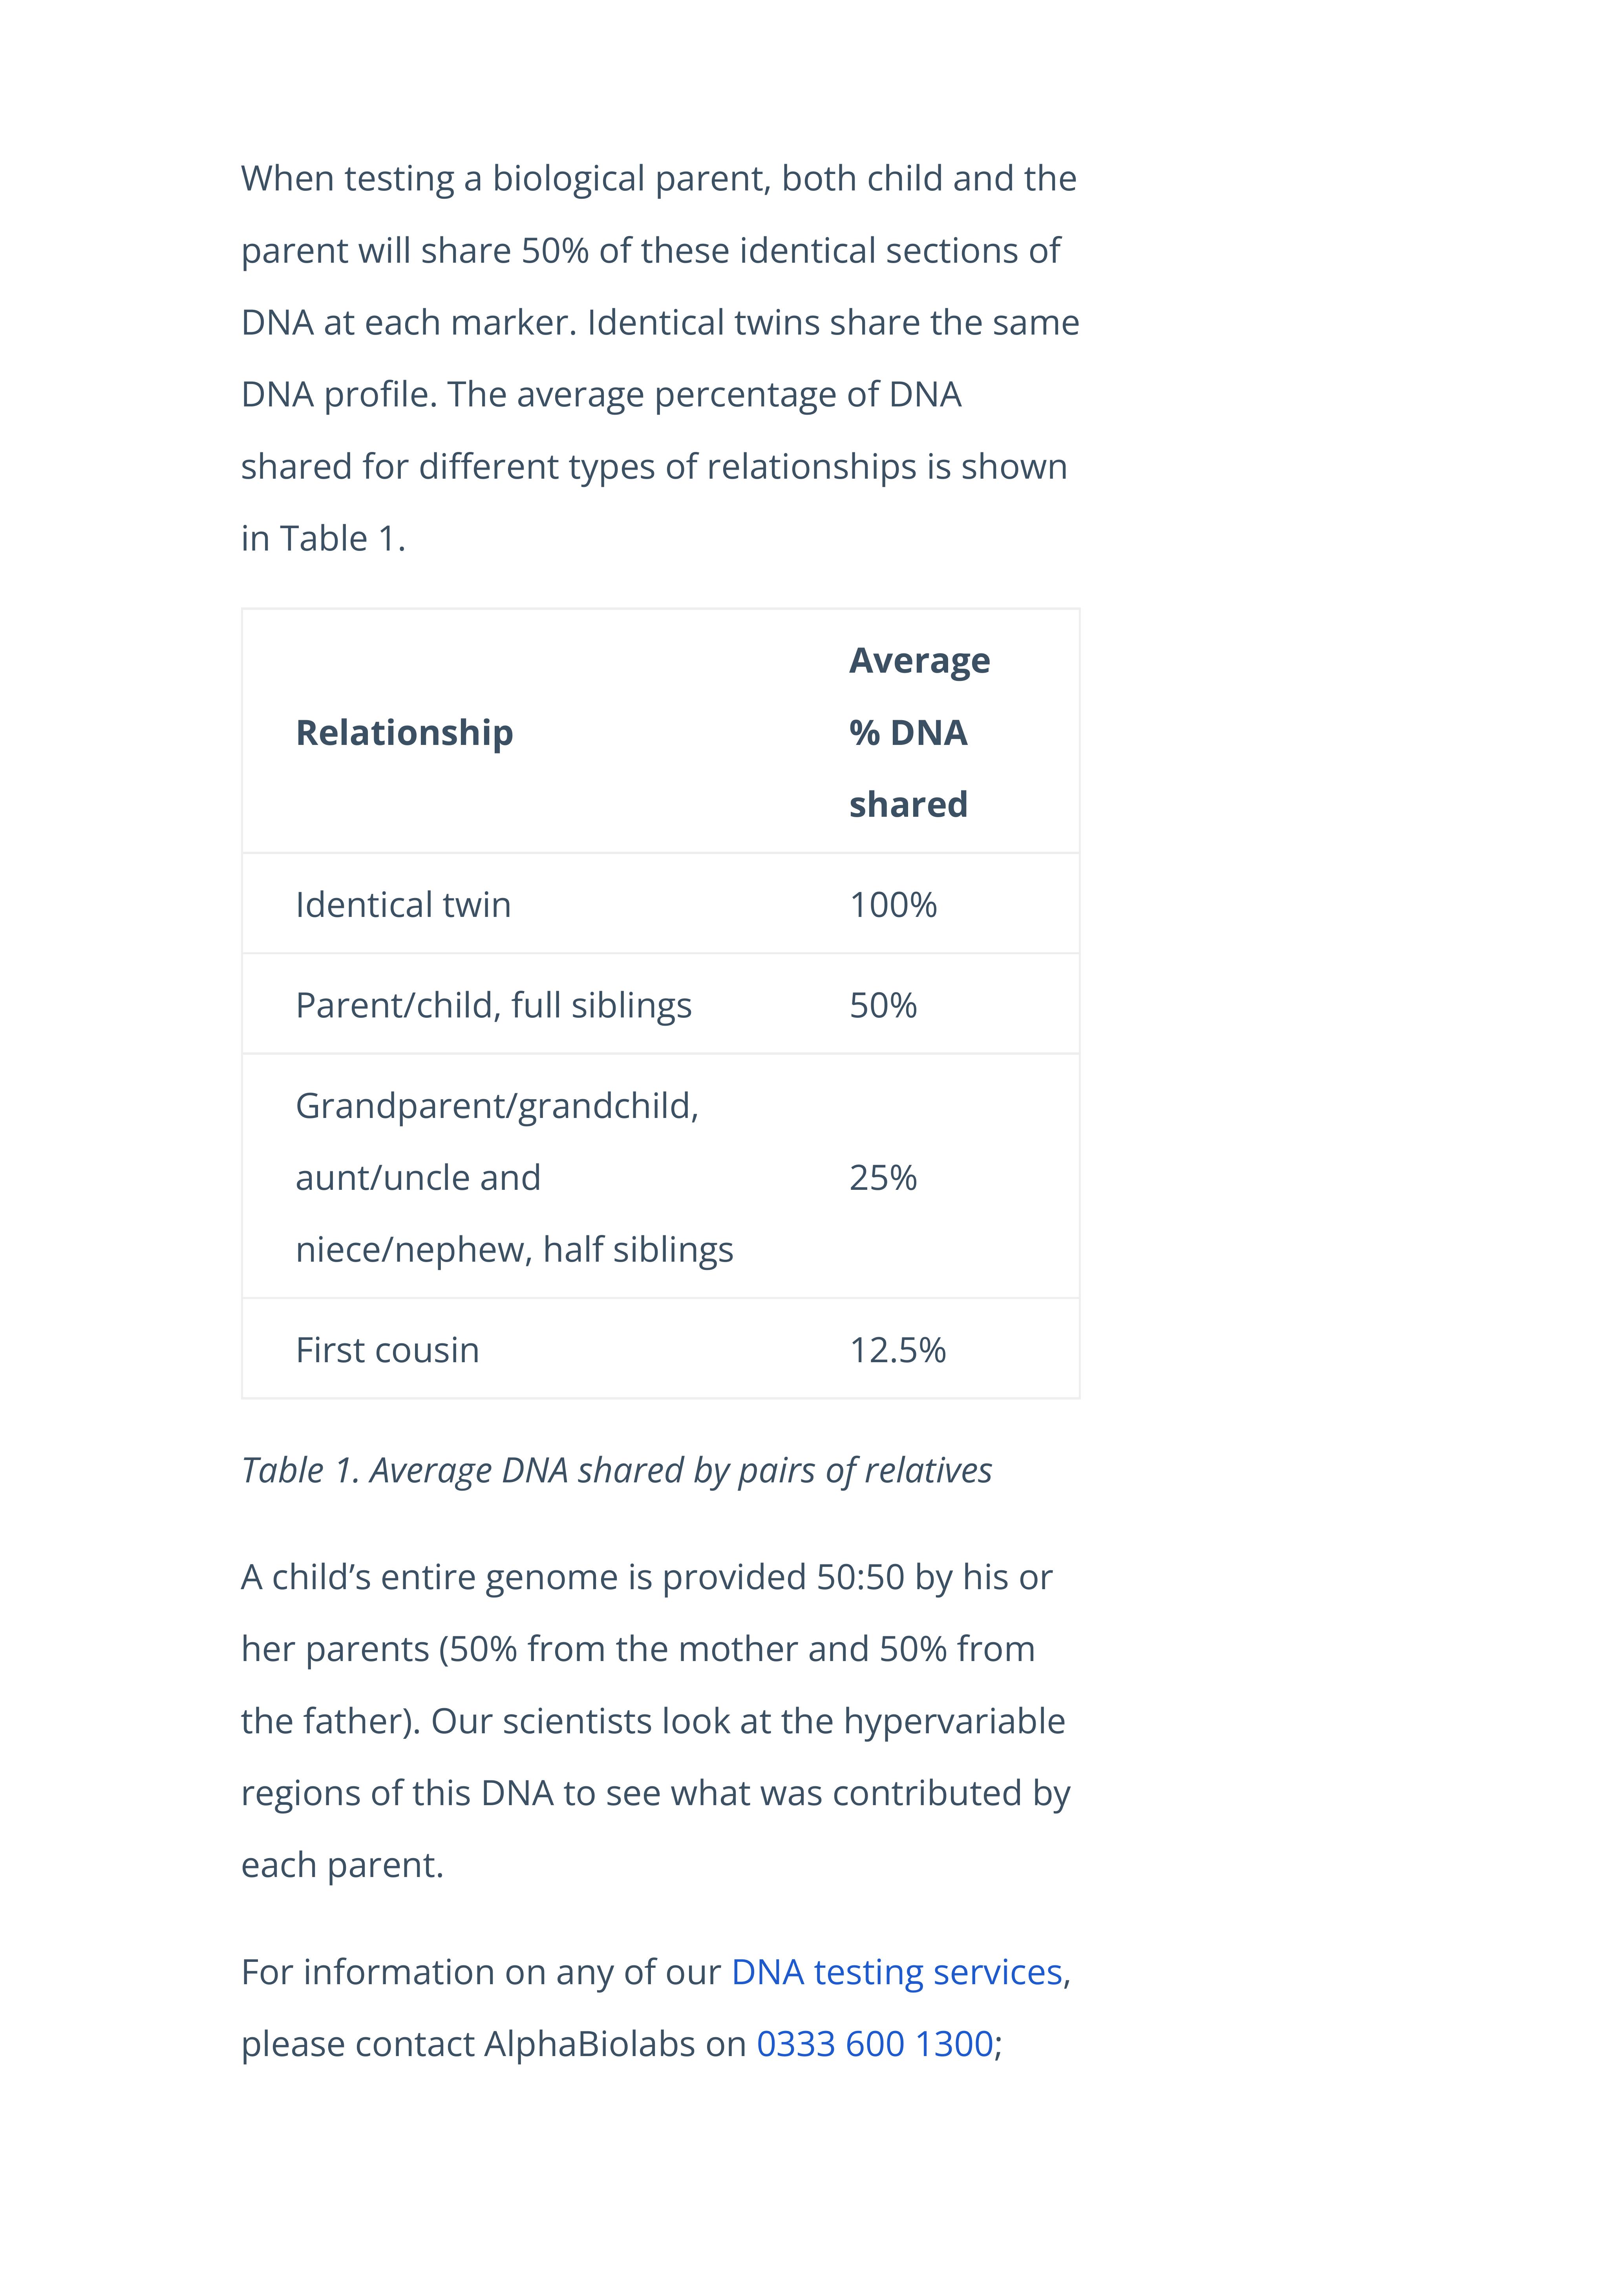 When testing a biological parent, both child and the
parent will share 50% of these identical sections of
DNA at each marker. Identical twins share the same
DNA profile. The average percentage of DNA
shared for different types of relationships is shown
in Table 1.
Relationship
Average
% DNA
shared
Identical twin 100%
Parent/child, full siblings 50%
Grandparent/grandchild,
aunt/uncle and 25%
niece/nephew, half siblings
First cousin 12.5%
Table 1. Average DNA shared by pairs of relatives
A child’s entire genome is provided 50:50 by his or
her parents (50% from the mother and 50% from
the father). Our scientists look at the hypervariable
regions of this DNA to see what was contributed by
each parent.
For information on any of our DNA testing services,
please contact AlphaBiolabs on 0333 600 1300;